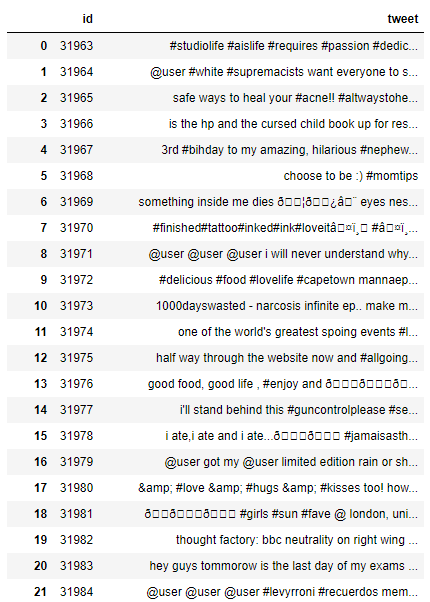 id tweet
0 31963 #studiolife #aislife #requires #passion #dedic...
1 31964 @user #white #supremacists want everyone to s...
2 31965 safe ways to heal your #acne!! #altwaystohe...
3 31966 is the hp and the cursed child book up for res...
4 31967 3rd #bihday to my amazing, hilarious #nephew...
5 31968 choose to be :) #momtips
6 31969 something inside me dies ð□□¦ð□□¿â□¨ eyes nes...
7 31970 #finished#tattoo#inked#ink#loveitâ□¤ï¸□ #â□¤ï¸...
8 31971 @user @user @user i will never understand why...
9 31972 #delicious #food #lovelife #capetown mannaep...
10 31973 1000dayswasted - narcosis infinite ep.. make m...
11 31974 one of the world's greatest spoing events #l...
12 31975 half way through the website now and #allgoing...
13 31976 good food, good life , #enjoy and ð□□□ð□□□ð□...
14 31977 i'll stand behind this #guncontrolplease #se...
15 31978 i ate,i ate and i ate...ð□□□ð□□□ #jamaisasth...
16 31979 @user got my @user limited edition rain or sh...
17 31980 &amp; #love &amp; #hugs &amp; #kisses too! how...
18 31981 ð□□ð□□□ð□□□ #girls #sun #fave @ london, uni...
19 31982 thought factory: bbc neutrality on right wing ...
20 31983 hey guys tommorow is the last day of my exams ...
21 31984 @user @user @user #levyrroni #recuerdos mem...